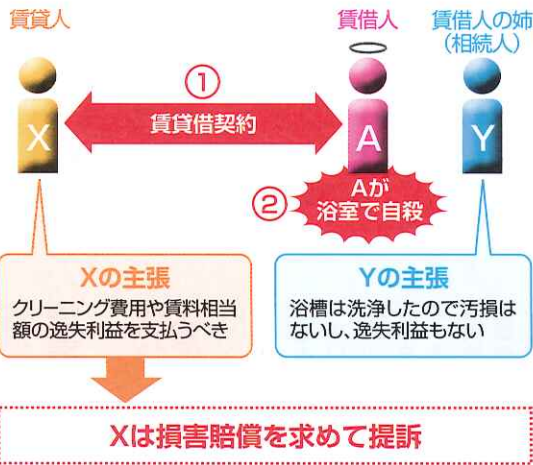 賃貸人
賃借人
賃借人の姉
(相続人)
①
賃貸借契約
X
A
Y
②
Aが
浴室で自殺
Xの主張
クリーニング費用や賃料相当
額の逸失利益を支払うべき
Yの主張
浴槽は洗浄したので汚損は
ないし、逸失利益もない
Xは損害賠償を求めて提訴